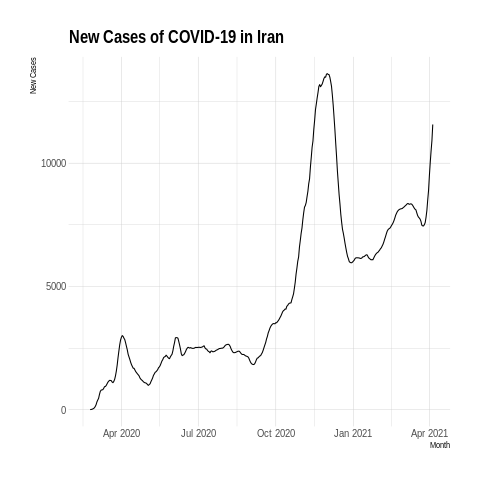 New Cases of COVID-19 in Iran
New Cases
10000
5000
0
Apr 2020 Jul 2020 Oct 2020 Jan 2021 Apr 2021
Month